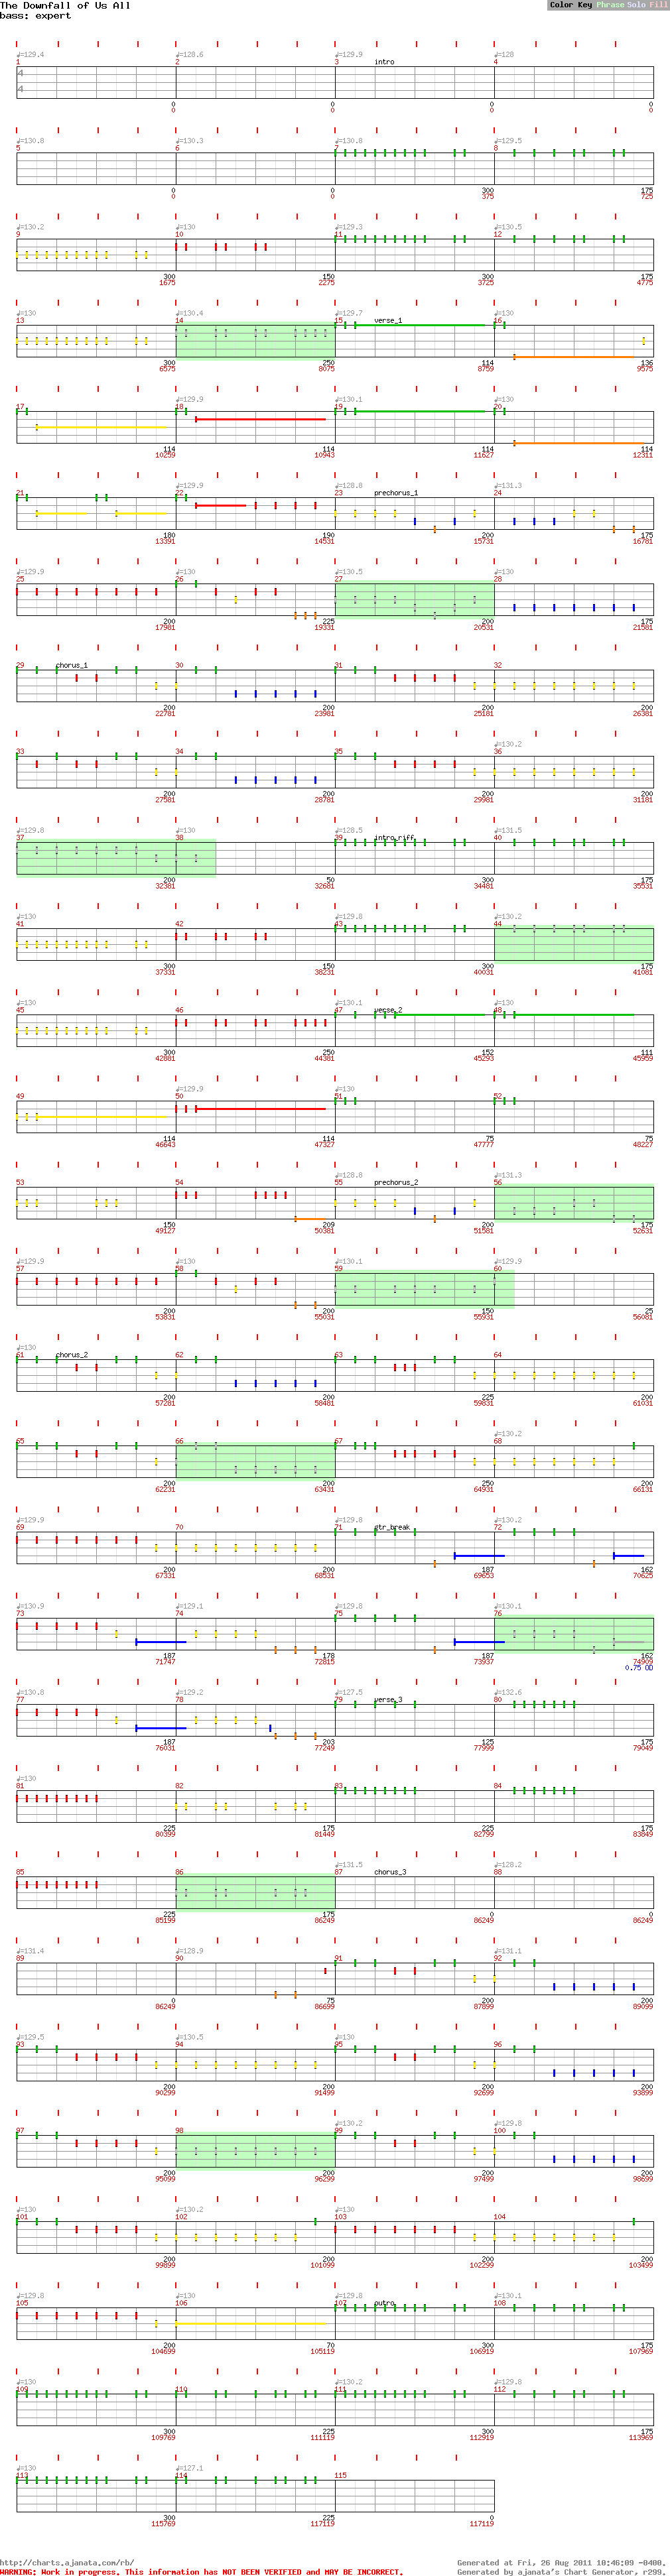 The Downfall of Us All
bass: expert
Color Key Phrase Solo Fill
♩=129.4 ♩=128.6 ♩=129.9 ♩=128
1 2 3 intro 4
4
4
0 0 0 0
0 0 0 0
♩=130.8 ♩=130.3 ♩=130.8 ♩=129.5
5 6 7 8
0 0 300 175
0 0 375 725
♩=130.2 ♩=130 ♩=129.3 ♩=130.5
9 10 11 12
300 150 300 175
1675 2275 3725 4775
♩=130 ♩=130.4 ♩=129.7 ♩=130
13 14 15 verse_1 16
300 250 114 136
6575 8075 8759 9575
♩=129.9 ♩=130.1 ♩=130
17 18 19 20
114 114 114 114
10259 10943 11627 12311
♩=129.9 ♩=128.8 ♩=131.3
21 22 23 prechorus_1 24
180 190 200 175
13391 14531 15731 16781
♩=129.9 ♩=130 ♩=130.5 ♩=130
25 26 27 28
200 225 200 175
17981 19331 20531 21581
29 chorus_1 30 31 32
200 200 200 200
22781 23981 25181 26381
♩=130.2
33 34 35 36
200 200 200 200
27581 28781 29981 31181
♩=129.8 ♩=130 ♩=128.5 ♩=131.5
37 38 39 intro_riff 40
200 50 300 175
32381 32681 34481 35531
♩=130 ♩=129.8 ♩=130.2
41 42 43 44
300 150 300 175
37331 38231 40031 41081
♩=130 ♩=130.1 ♩=130
45 46 47 verse_2 48
300 250 152 111
42881 44381 45293 45959
♩=129.9 ♩=130
49 50 51 52
114 114 75 75
46643 47327 47777 48227
♩=128.8 ♩=131.3
53 54 55 prechorus_2 56
150 209 200 175
49127 50381 51581 52631
♩=129.9 ♩=130 ♩=130.1 ♩=129.9
57 58 59 60
200 200 150 25
53831 55031 55931 56081
♩=130
61 chorus_2 62 63 64
200 200 225 200
57281 58481 59831 61031
♩=130.2
65 66 67 68
200 200 250 200
62231 63431 64931 66131
♩=129.9 ♩=129.8 ♩=130.2
69 70 71 gtr_break 72
200 200 187 162
67331 68531 69653 70625
♩=130.9 ♩=129.1 ♩=129.8 ♩=130.1
73 74 75 76
187 178 187 162
71747 72815 73937 74909
0.75 OD
♩=130.8 ♩=129.2 ♩=127.5 ♩=132.6
77 78 79 verse_3 80
187 203 125 175
76031 77249 77999 79049
♩=130
81 82 83 84
225 175 225 175
80399 81449 82799 83849
♩=131.5 ♩=128.2
85 86 87 chorus_3 88
225 175 0 0
85199 86249 86249 86249
♩=131.4 ♩=128.9 ♩=131.1
89 90 91 92
0 75 200 200
86249 86699 87899 89099
♩=129.5 ♩=130.5 ♩=130
93 94 95 96
200 200 200 200
90299 91499 92699 93899
♩=130.2 ♩=129.8
97 98 99 100
200 200 200 200
95099 96299 97499 98699
♩=130 ♩=130.2 ♩=130
101 102 103 104
200 200 200 200
99899 101099 102299 103499
♩=129.8 ♩=130 ♩=129.8 ♩=130.1
105 106 107 outro 108
200 70 300 175
104699 105119 106919 107969
♩=130 ♩=130.2 ♩=129.8
109 110 111 112
300 225 300 175
109769 111119 112919 113969
♩=130 ♩=127.1
113 114 115
300 225 0
115769 117119 117119
http://charts.ajanata.com/rb/
Generated at Fri, 26 Aug 2011 10:46:09 -0400.
WARNING: Work in progress. This information has NOT BEEN VERIFIED and MAY BE INCORRECT.
Generated by ajanata's Chart Generator, r299.